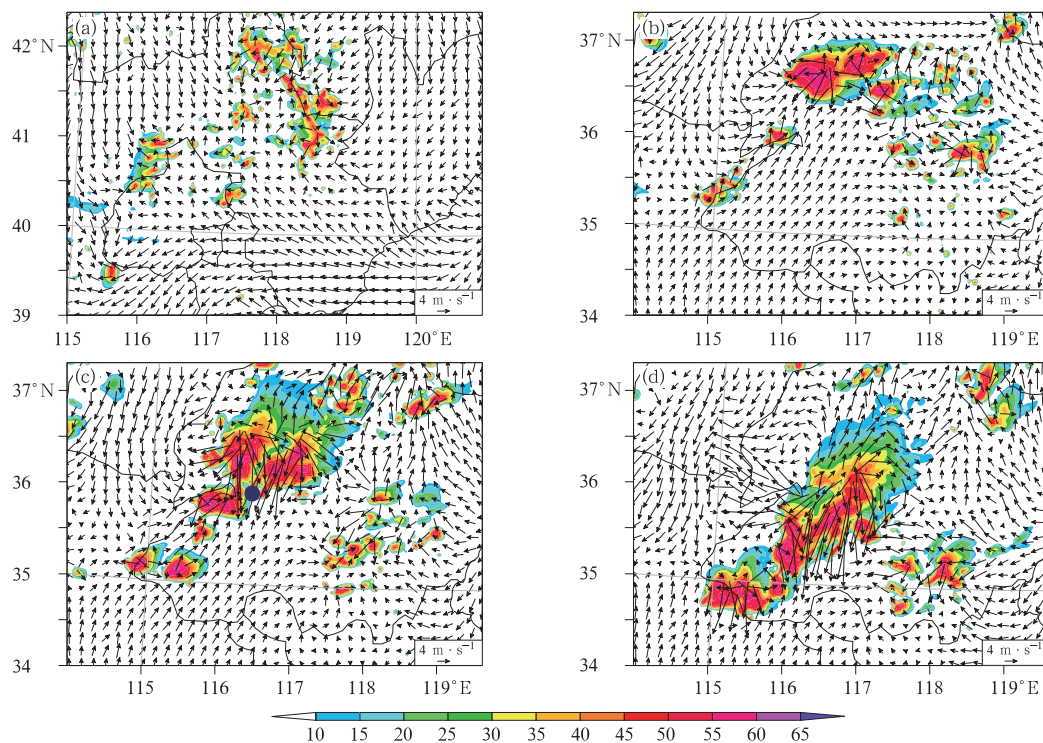 (a)
42°N
41
40
39
115 116 117 118 119 120°E
4 m · s⁻¹
(b)
37°N
36
35
34
115 116 117 118 119°E
4 m · s⁻¹
(c)
37°N
36
35
34
115 116 117 118 119°E
4 m · s⁻¹
(d)
37°N
36
35
34
115 116 117 118 119°E
4 m · s⁻¹
10 15 20 25 30 35 40 45 50 55 60 65